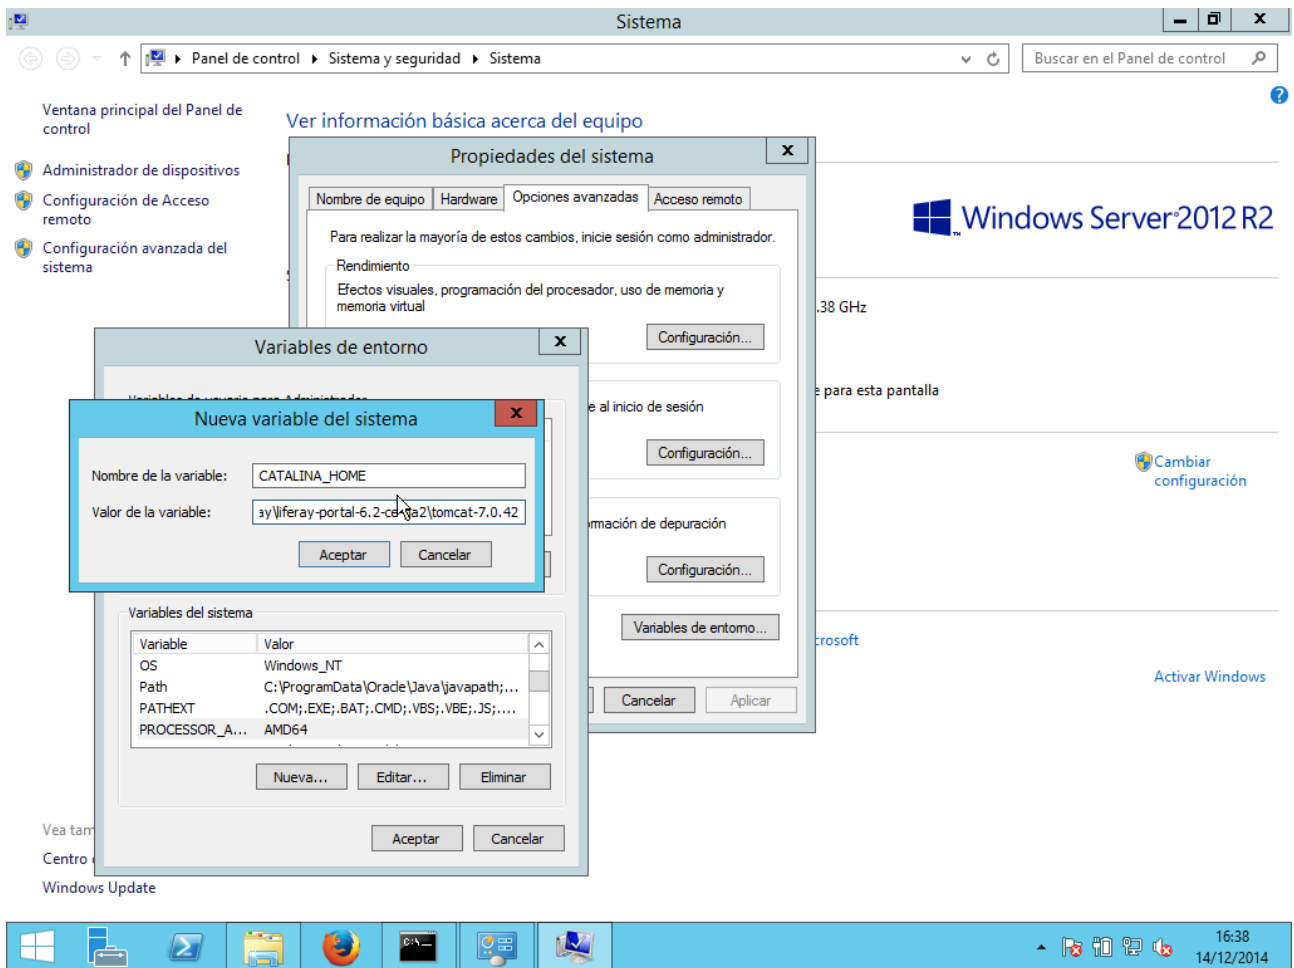 Sistema
Panel de control Sistema y seguridad Sistema
Buscar en el Panel de control
Ventana principal del Panel de
control
Administrador de dispositivos
Configuración de Acceso
remoto
Configuración avanzada del
sistema
Ver información básica acerca del equipo
Windows Server 2012 R2
.38 GHz
para esta pantalla
Cambiar
configuración
Activar Windows
Propiedades del sistema
Nombre de equipo Hardware Opciones avanzadas Acceso remoto
Para realizar la mayoría de estos cambios, inicie sesión como administrador.
Rendimiento
Efectos visuales, programación del procesador, uso de memoria y
memoria virtual
Configuración...
al inicio de sesión
Configuración...
de depuración
Configuración...
Variables de entorno...
Cancelar Aplicar
Variables de entorno
Nueva variable del sistema
Nombre de la variable: CATALINA_HOME
Valor de la variable: ay\liferay-portal-6.2-ce-ga2\tomcat-7.0.42
Aceptar Cancelar
Variables del sistema
Variable Valor
OS Windows_NT
Path C:\ProgramData\Oracle\Java\javapath;...
PATHEXT .COM;.EXE;.BAT;.CMD;.VBS;.VBE;.JS;....
PROCESSOR_A... AMD64
Nueva... Editar... Eliminar
Aceptar Cancelar
Vea tam
Centro
Windows Update
16:38
14/12/2014